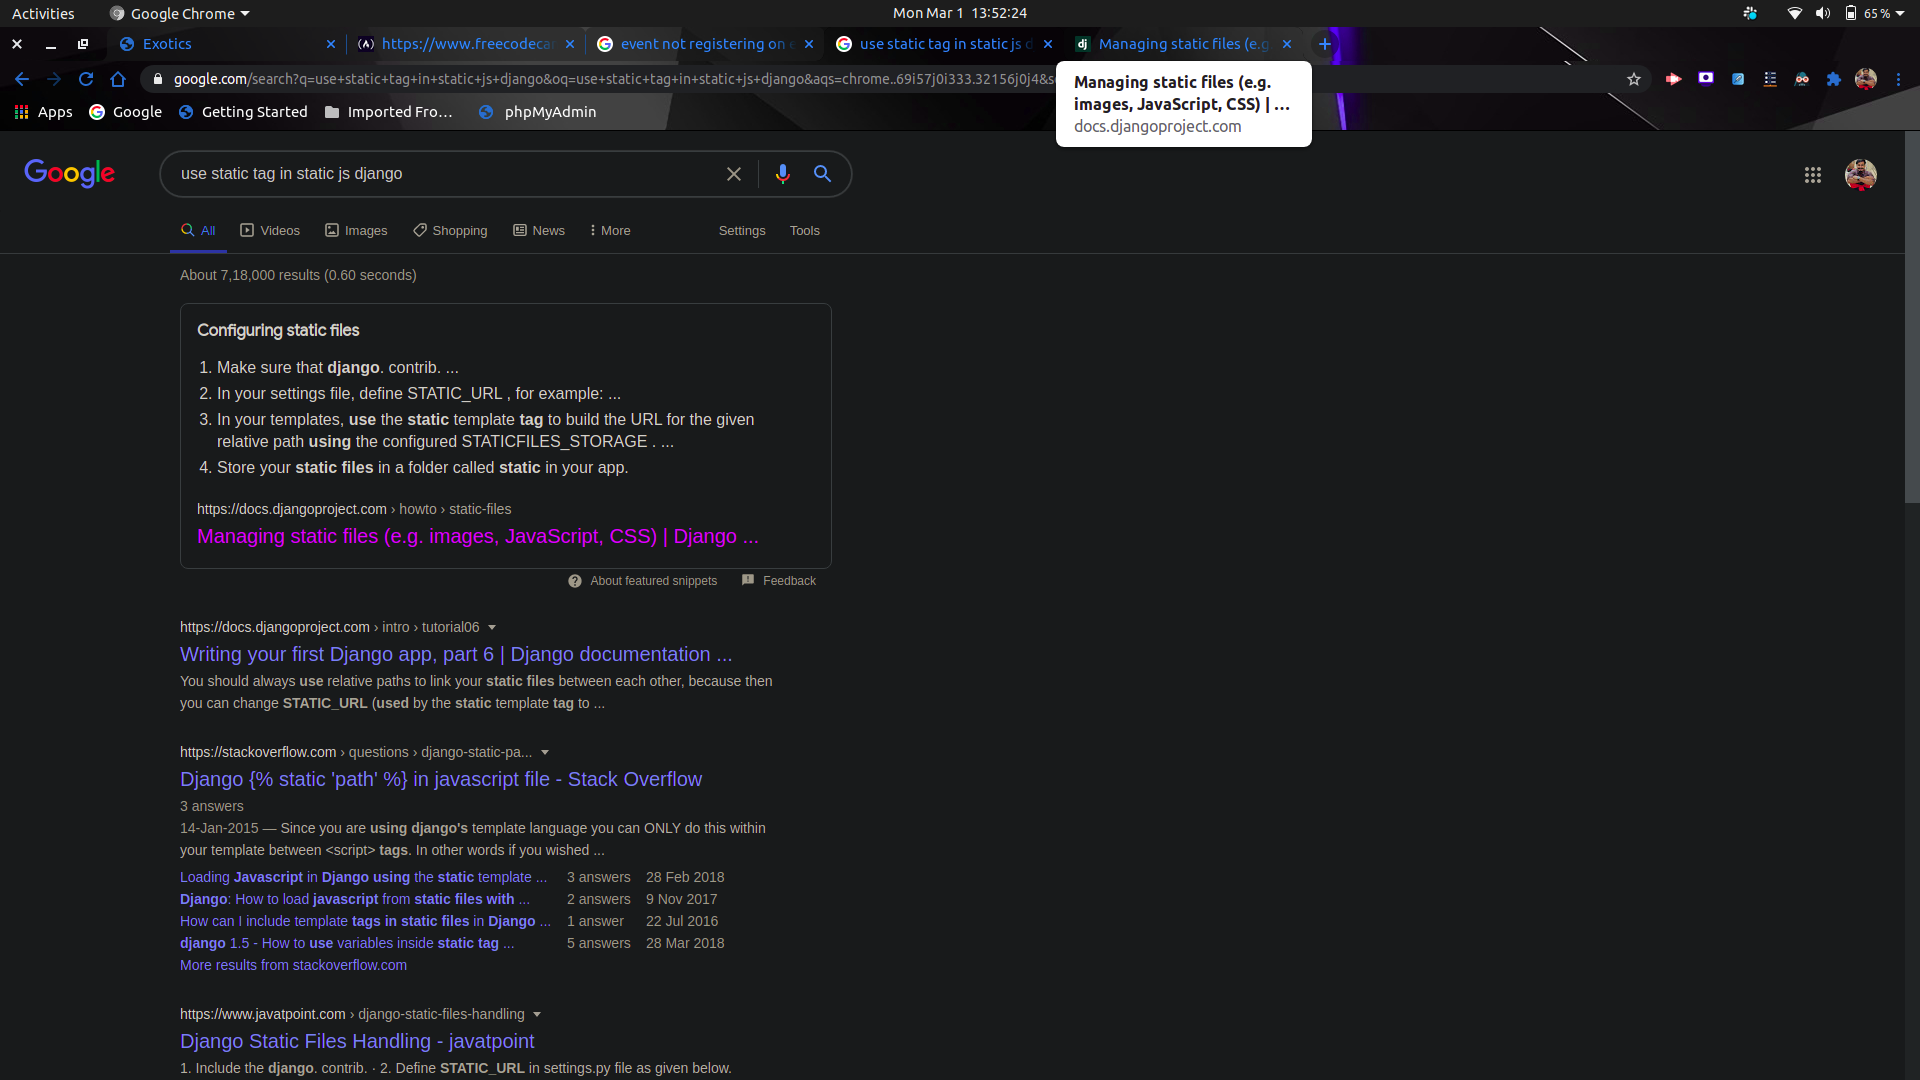 Activities
Google Chrome
Mon Mar 1 13:52:24
65 %
Exotics
https://www.freecodecar
event not registering on e
use static tag in static js d
Managing static files (e.g
google.com/search?q=use+static+tag+in+static+js+django&oq=use+static+tag+in+static+js+django&aqs=chrome..69i57j0i333.32156j0j4&s
Managing static files (e.g.
images, JavaScript, CSS) | ...
docs.djangoproject.com
Apps
Google
Getting Started
Imported Fro...
phpMyAdmin
Google
use static tag in static js django
All
Videos
Images
Shopping
News
More
Settings
Tools
About 7,18,000 results (0.60 seconds)
Configuring static files
1. Make sure that django. contrib. ...
2. In your settings file, define STATIC_URL , for example: ...
3. In your templates, use the static template tag to build the URL for the given
relative path using the configured STATICFILES_STORAGE . ...
4. Store your static files in a folder called static in your app.
https://docs.djangoproject.com › howto › static-files
Managing static files (e.g. images, JavaScript, CSS) | Django ...
About featured snippets
Feedback
https://docs.djangoproject.com › intro › tutorial06
Writing your first Django app, part 6 | Django documentation ...
You should always use relative paths to link your static files between each other, because then
you can change STATIC_URL (used by the static template tag to ...
https://stackoverflow.com › questions › django-static-pa...
Django {% static 'path' %} in javascript file - Stack Overflow
3 answers
14-Jan-2015 — Since you are using django's template language you can ONLY do this within
your template between <script> tags. In other words if you wished ...
Loading Javascript in Django using the static template ... 3 answers 28 Feb 2018
Django: How to load javascript from static files with ... 2 answers 9 Nov 2017
How can I include template tags in static files in Django ... 1 answer 22 Jul 2016
django 1.5 - How to use variables inside static tag ... 5 answers 28 Mar 2018
More results from stackoverflow.com
https://www.javatpoint.com › django-static-files-handling
Django Static Files Handling - javatpoint
1. Include the django. contrib. · 2. Define STATIC_URL in settings.py file as given below.